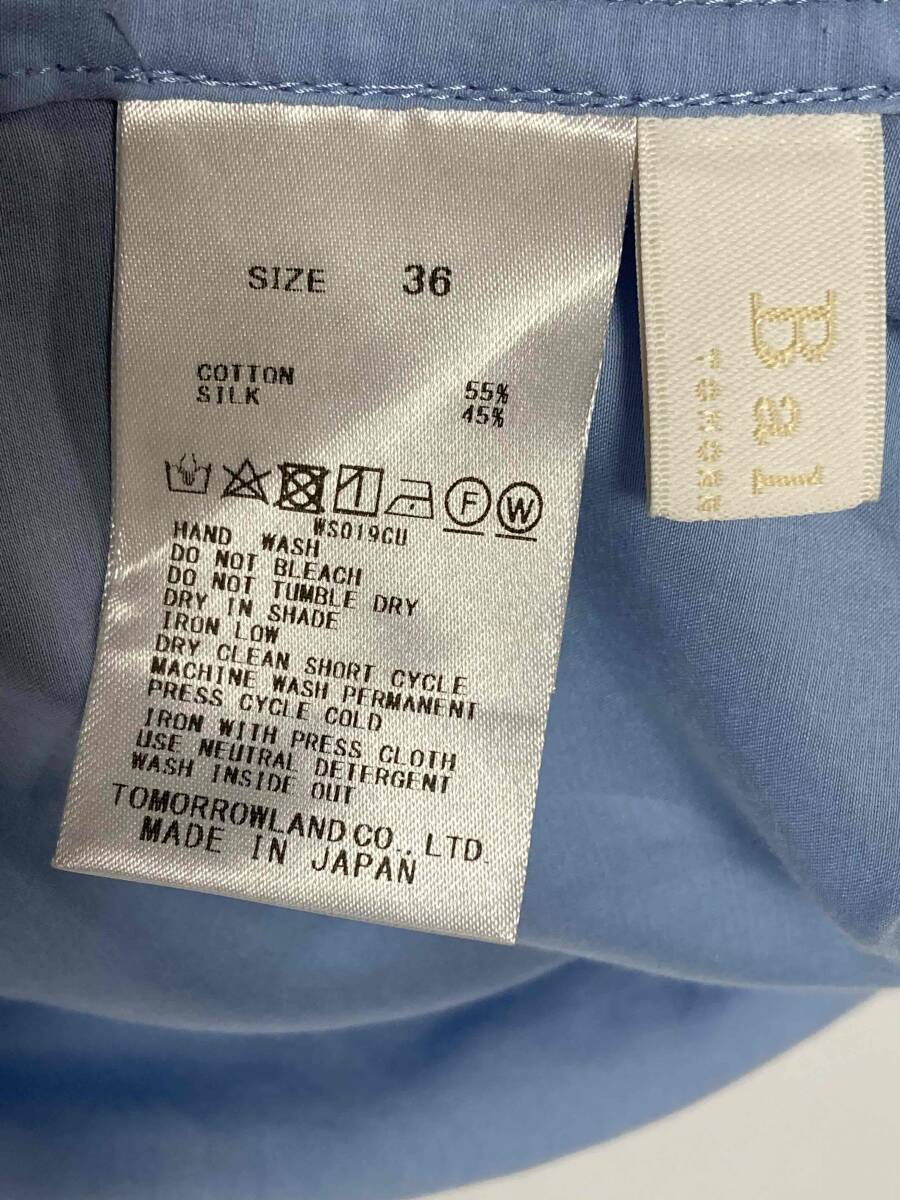 SIZE 36
COTTON 55%
SILK 45%
F W
WS019CU
HAND WASH
DO NOT BLEACH
DO NOT TUMBLE DRY
DRY IN SHADE
IRON LOW
DRY CLEAN SHORT CYCLE
MACHINE WASH PERMANENT
PRESS CYCLE COLD
IRON WITH PRESS CLOTH
USE NEUTRAL DETERGENT
WASH INSIDE OUT
TOMORROWLAND CO., LTD.
MADE IN JAPAN